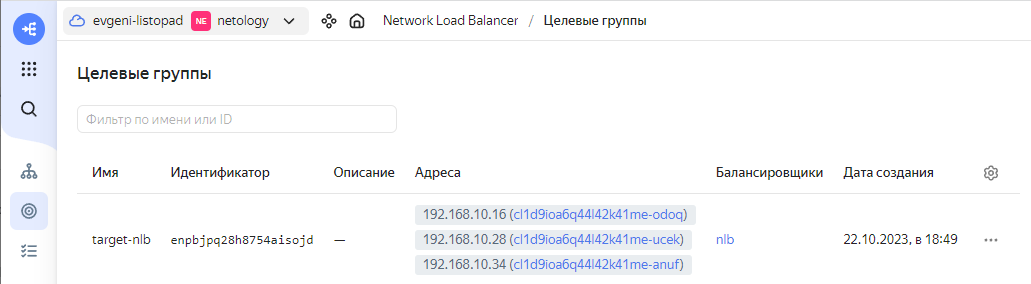 evgeni-listopad NE netology Network Load Balancer / Целевые группы
Целевые группы
Фильтр по имени или ID
Имя Идентификатор Описание Адреса Балансировщики Дата создания
192.168.10.16 (cl1d9ioa6q44l42k41me-odoq)
target-nlb enpbjpq28h8754aisojd — 192.168.10.28 (cl1d9ioa6q44l42k41me-ucek) nlb 22.10.2023, в 18:49
192.168.10.34 (cl1d9ioa6q44l42k41me-anuf)